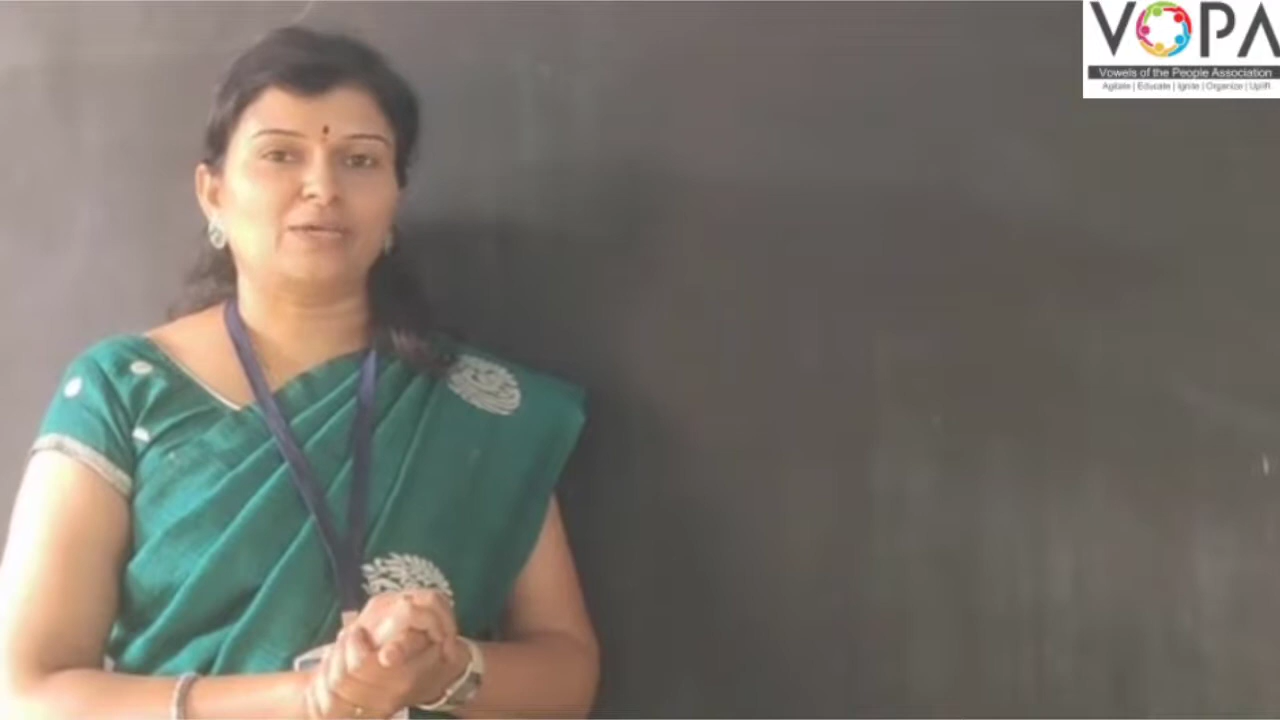 VOPA
Vowels of the People Association
Agitate | Educate | Ignite | Organize | Uplift